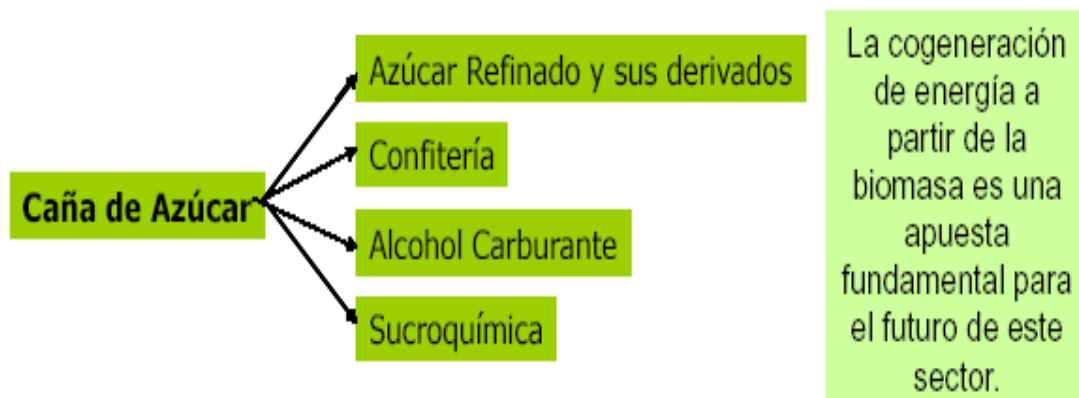 Caña de Azúcar
Azúcar Refinado y sus derivados
Confitería
Alcohol Carburante
Sucroquímica
La cogeneración
de energía a
partir de la
biomasa es una
apuesta
fundamental para
el futuro de este
sector.